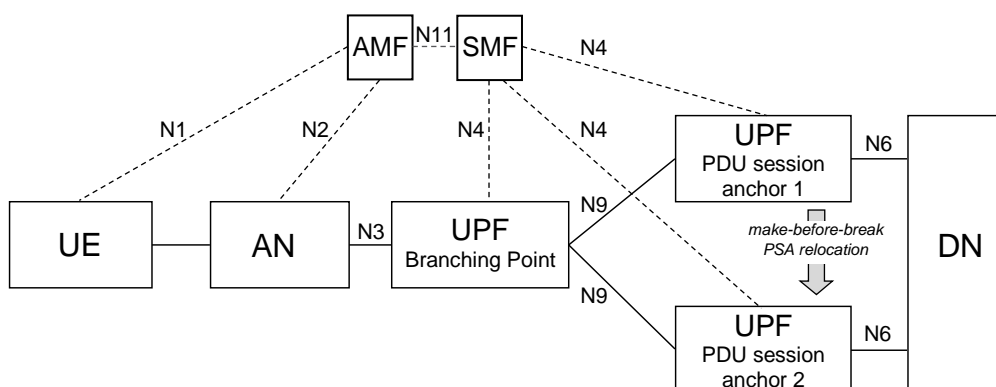 AMF
N11
SMF
N4
N1
N2
N4
N4
UPF
PDU session
anchor 1
N6
N9
make-before-break
PSA relocation
UE
AN
N3
UPF
Branching Point
DN
N9
UPF
PDU session
anchor 2
N6